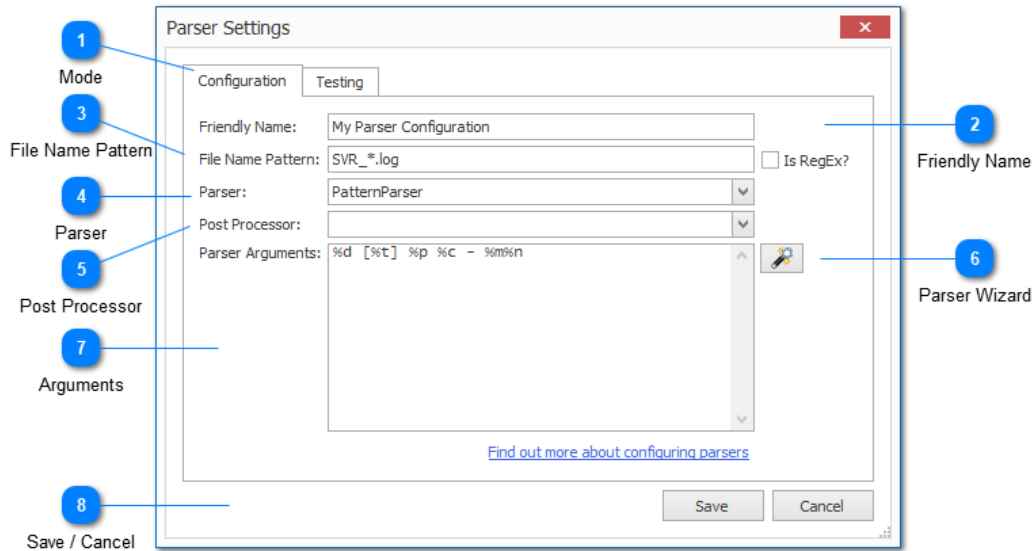 Parser Settings
1
Mode
Configuration
Testing
3
File Name Pattern
Friendly Name:
My Parser Configuration
2
Friendly Name
File Name Pattern:
SVR_*.log
Is RegEx?
4
Parser
Parser:
PatternParser
5
Post Processor
Post Processor:
Parser Arguments:
%d [%t] %p %c - %m%n
6
Parser Wizard
7
Arguments
Find out more about configuring parsers
8
Save / Cancel
Save
Cancel